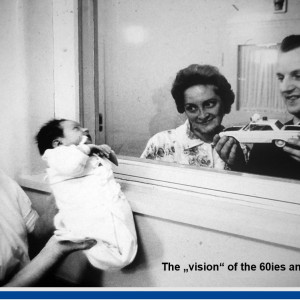 The „vision“ of the 60ies an